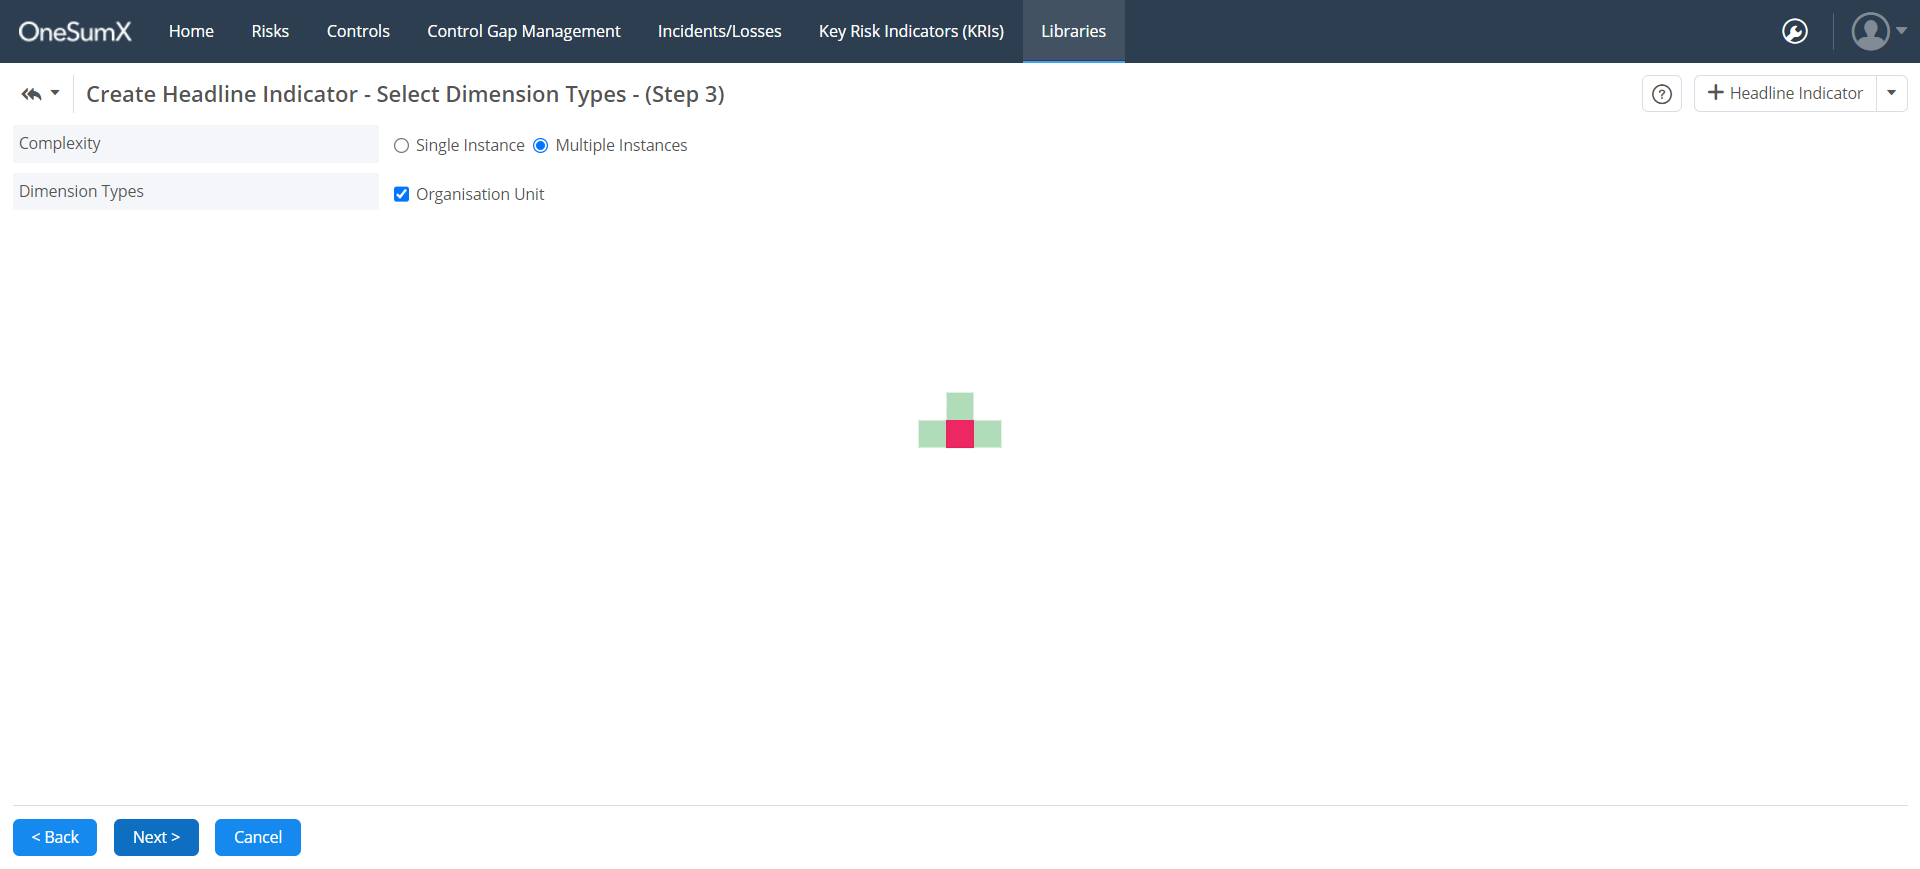 OneSumX Home Risks Controls Control Gap Management Incidents/Losses Key Risk Indicators (KRIs) Libraries
Create Headline Indicator - Select Dimension Types - (Step 3) ? + Headline Indicator
Complexity Single Instance Multiple Instances
Dimension Types Organisation Unit
< Back Next > Cancel